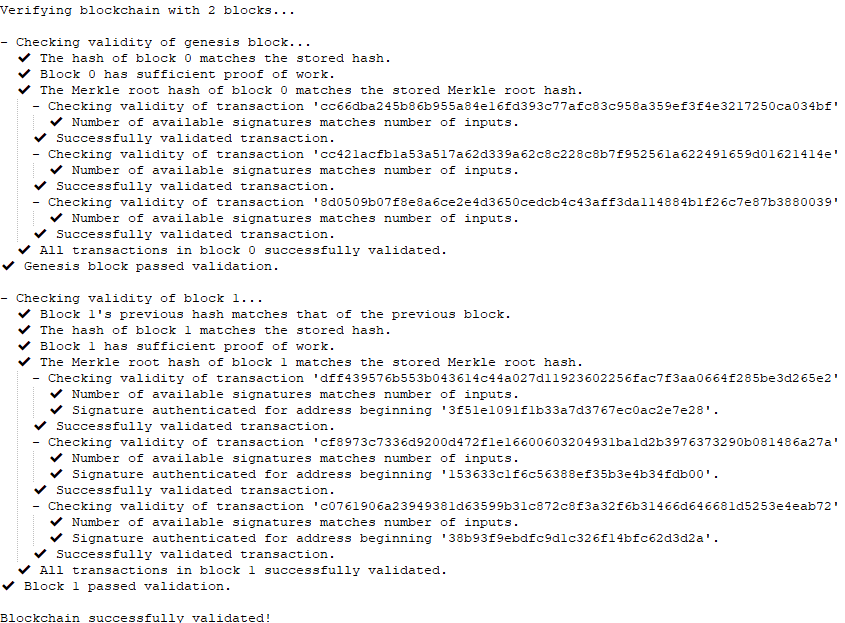 Verifying blockchain with 2 blocks...
- Checking validity of genesis block...
✔ The hash of block 0 matches the stored hash.
✔ Block 0 has sufficient proof of work.
✔ The Merkle root hash of block 0 matches the stored Merkle root hash.
- Checking validity of transaction 'cc66dba245b86b955a84e16fd393c77afc83c958a359ef3f4e3217250ca034bf'
✔ Number of available signatures matches number of inputs.
✔ Successfully validated transaction.
- Checking validity of transaction 'cc421acfb1a53a517a62d339a62c8c228c8b7f952561a622491659d01621414e'
✔ Number of available signatures matches number of inputs.
✔ Successfully validated transaction.
- Checking validity of transaction '8d0509b07f8e8a6ce2e4d3650cedcb4c43aff3da114884b1f26c7e87b3880039'
✔ Number of available signatures matches number of inputs.
✔ Successfully validated transaction.
✔ All transactions in block 0 successfully validated.
✔ Genesis block passed validation.
- Checking validity of block 1...
✔ Block 1's previous hash matches that of the previous block.
✔ The hash of block 1 matches the stored hash.
✔ Block 1 has sufficient proof of work.
✔ The Merkle root hash of block 1 matches the stored Merkle root hash.
- Checking validity of transaction 'dff439576b553b043614c44a027d11923602256fac7f3aa0664f285be3d265e2'
✔ Number of available signatures matches number of inputs.
✔ Signature authenticated for address beginning '3f51e1091f1b33a7d3767ec0ac2e7e28'.
✔ Successfully validated transaction.
- Checking validity of transaction 'cf8973c7336d9200d472f1e16600603204931ba1d2b3976373290b081486a27a'
✔ Number of available signatures matches number of inputs.
✔ Signature authenticated for address beginning '153633c1f6c56388ef35b3e4b34fdb00'.
✔ Successfully validated transaction.
- Checking validity of transaction 'c0761906a23949381d63599b31c872c8f3a32f6b31466d646681d5253e4eab72'
✔ Number of available signatures matches number of inputs.
✔ Signature authenticated for address beginning '38b93f9ebdfc9d1c326f14bfc62d3d2a'.
✔ Successfully validated transaction.
✔ All transactions in block 1 successfully validated.
✔ Block 1 passed validation.
Blockchain successfully validated!